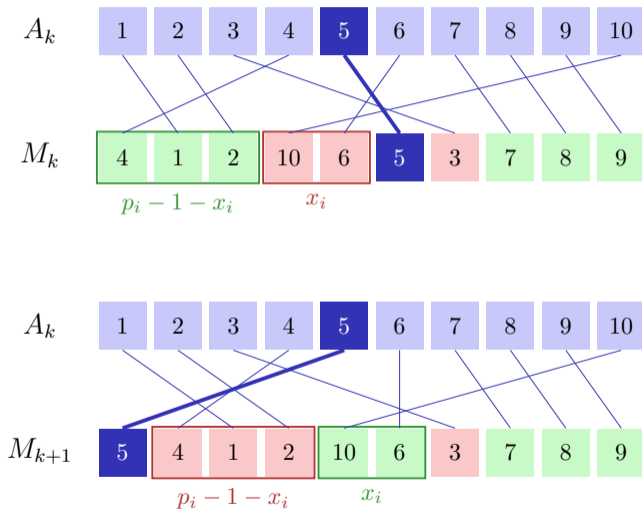 A_k 1 2 3 4 5 6 7 8 9 10
M_k 4 1 2 10 6 5 3 7 8 9
p_i − 1 − x_i x_i
A_k 1 2 3 4 5 6 7 8 9 10
M_{k+1} 5 4 1 2 10 6 3 7 8 9
p_i − 1 − x_i x_i